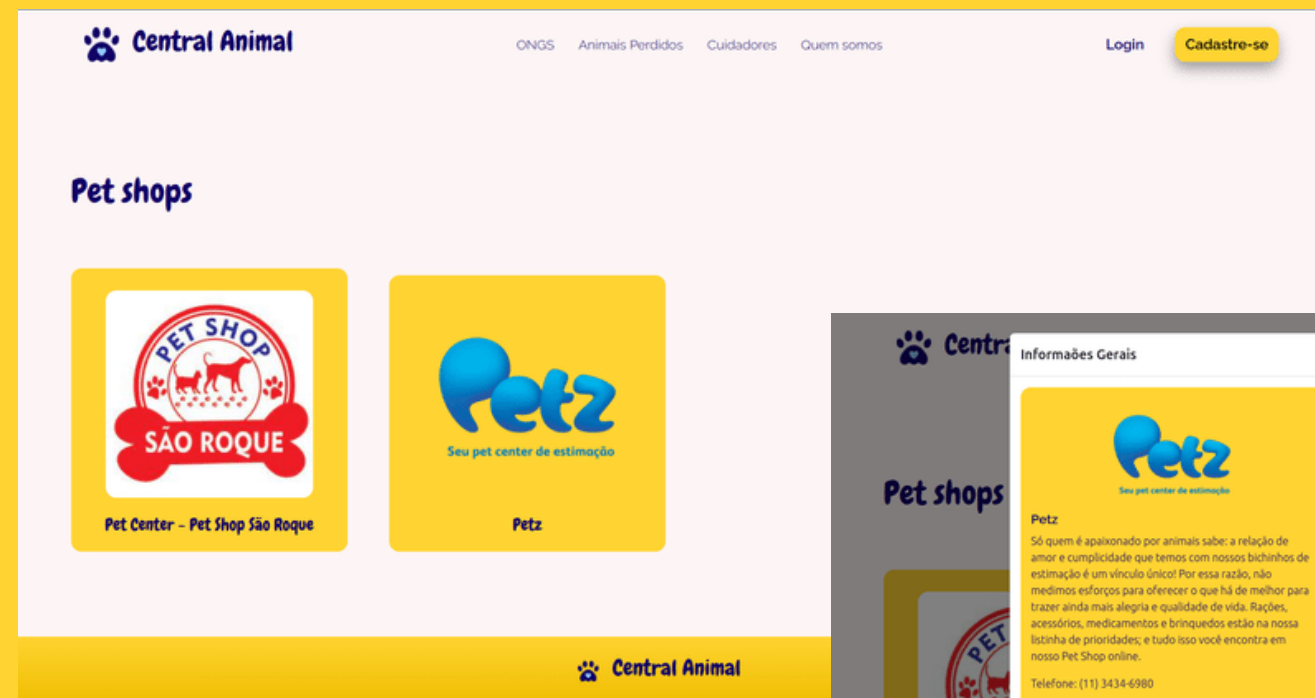 Central Animal
ONGS Animais Perdidos Cuidadores Quem somos
Login Cadastre-se
Pet shops
PET SHOP
SÃO ROQUE
Pet Center - Pet Shop São Roque
Petz
Seu pet center de estimação
Petz
Central Animal
Centra
Pet shops
PET
Informaões Gerais
Petz
Seu pet center de estimação
Petz
Só quem é apaixonado por animais sabe: a relação de
amor e cumplicidade que temos com nossos bichinhos de
estimação é um vínculo único! Por essa razão, não
medimos esforços para oferecer o que há de melhor para
trazer ainda mais alegria e qualidade de vida. Rações,
acessórios, medicamentos e brinquedos estão na nossa
listinha de prioridades; e tudo isso você encontra em
nosso Pet Shop online.
Telefone: (11) 3434-6980